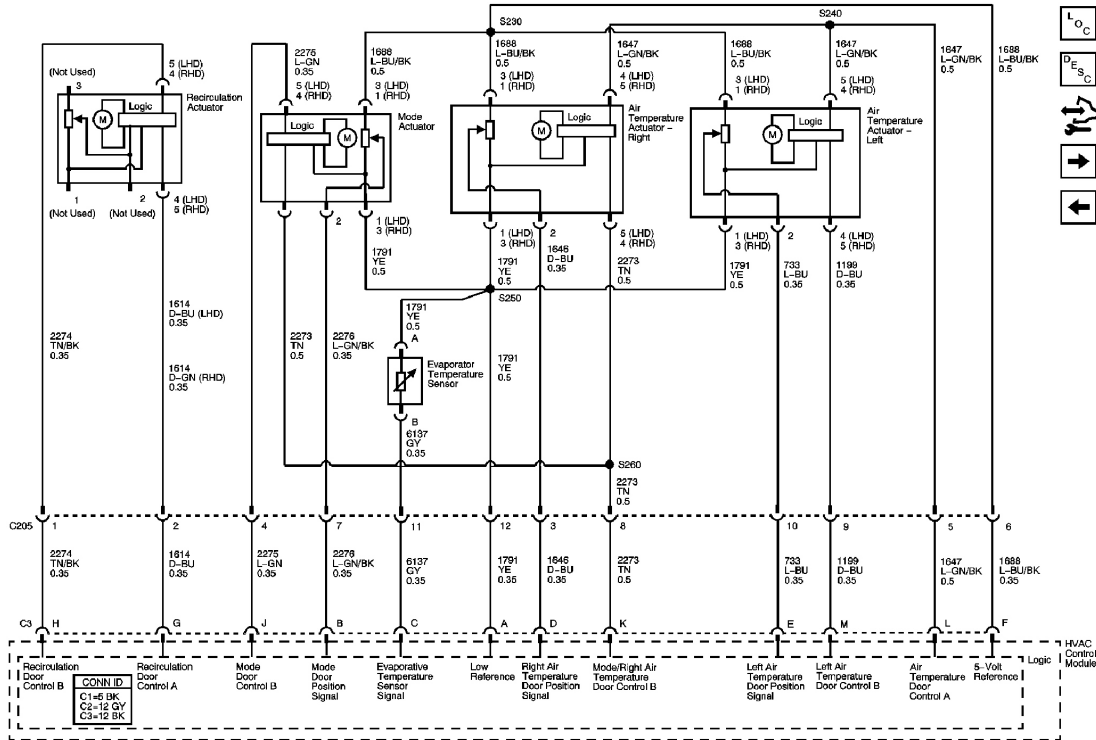 S230
S240
L
O
C
D
E
S
C
2275
L-GN
0.35
1688
L-BU/BK
0.5
1688
L-BU/BK
0.5
1647
L-GN/BK
0.5
1688
L-BU/BK
0.5
1647
L-GN/BK
0.5
1647
L-GN/BK
0.5
1688
L-BU/BK
0.5
5 (LHD)
4 (RHD)
(Not Used)
3
Logic
M
Recirculation
Actuator
1
(Not Used)
2
(Not Used)
4 (LHD)
5 (RHD)
5 (LHD)
4 (RHD)
3 (LHD)
1 (RHD)
Logic
M
Mode
Actuator
2
1 (LHD)
3 (RHD)
3 (LHD)
1 (RHD)
4 (LHD)
5 (RHD)
M
Logic
Air
Temperature
Actuator –
Right
1 (LHD)
3 (RHD)
2
5 (LHD)
4 (RHD)
3 (LHD)
1 (RHD)
5 (LHD)
4 (RHD)
M
Logic
Air
Temperature
Actuator –
Left
1 (LHD)
3 (RHD)
2
4 (LHD)
5 (RHD)
1791
YE
0.5
1791
YE
0.5
1646
D-BU
0.35
2273
TN
0.5
1791
YE
0.5
733
L-BU
0.35
1199
D-BU
0.35
S250
1614
D-BU (LHD)
0.35
1791
YE
0.5
A
2274
TN/BK
0.35
2273
TN
0.5
2276
L-GN/BK
0.35
1791
YE
0.5
1614
D-GN (RHD)
0.35
Evaporator
Temperature
Sensor
B
6137
GY
0.35
S260
2273
TN
0.5
C205
1
2
4
7
11
12
3
8
10
9
5
6
2274
TN/BK
0.35
1614
D-BU
0.35
2275
L-GN
0.35
2276
L-GN/BK
0.35
6137
GY
0.35
1791
YE
0.35
1646
D-BU
0.35
2273
TN
0.5
733
L-BU
0.35
1199
D-BU
0.35
1647
L-GN/BK
0.5
1688
L-BU/BK
0.35
C3
H
G
J
B
C
A
D
K
E
M
L
F
HVAC
Control
Module
Logic
Recirculation
Door
Control B
Recirculation
Door
Control A
Mode
Door
Control B
Mode
Door
Position
Signal
Evaporative
Temperature
Sensor
Signal
Low
Reference
Right Air
Temperature
Door Position
Signal
Mode/Right Air
Temperature
Door Control B
Left Air
Temperature
Door Position
Signal
Left Air
Temperature
Door Control B
Air
Temperature
Door
Control A
5-Volt
Reference
CONN ID
C1=5 BK
C2=12 GY
C3=12 BK